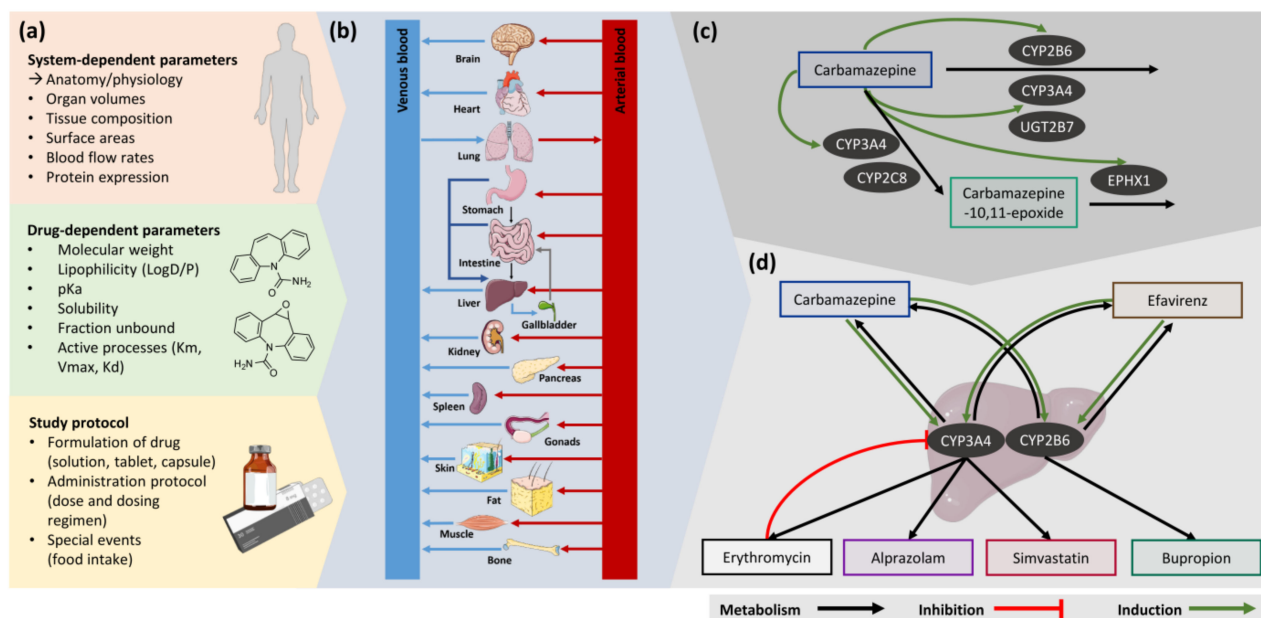 (a)
System-dependent parameters
→ Anatomy/physiology
• Organ volumes
• Tissue composition
• Surface areas
• Blood flow rates
• Protein expression
Drug-dependent parameters
• Molecular weight
• Lipophilicity (LogD/P)
• pKa
• Solubility
• Fraction unbound
• Active processes (Km,
Vmax, Kd)
N
NH₂
O
O
N
H₂N
O
Study protocol
• Formulation of drug
(solution, tablet, capsule)
• Administration protocol
(dose and dosing
regimen)
• Special events
(food intake)
(b)
Venous blood
Arterial blood
Brain
Heart
Lung
Stomach
Intestine
Liver
Gallbladder
Kidney
Pancreas
Spleen
Gonads
Skin
Fat
Muscle
Bone
(c)
Carbamazepine
CYP2B6
CYP3A4
UGT2B7
CYP3A4
CYP2C8
EPHX1
Carbamazepine
-10,11-epoxide
(d)
Carbamazepine
Efavirenz
CYP3A4
CYP2B6
Erythromycin
Alprazolam
Simvastatin
Bupropion
Metabolism
Inhibition
Induction